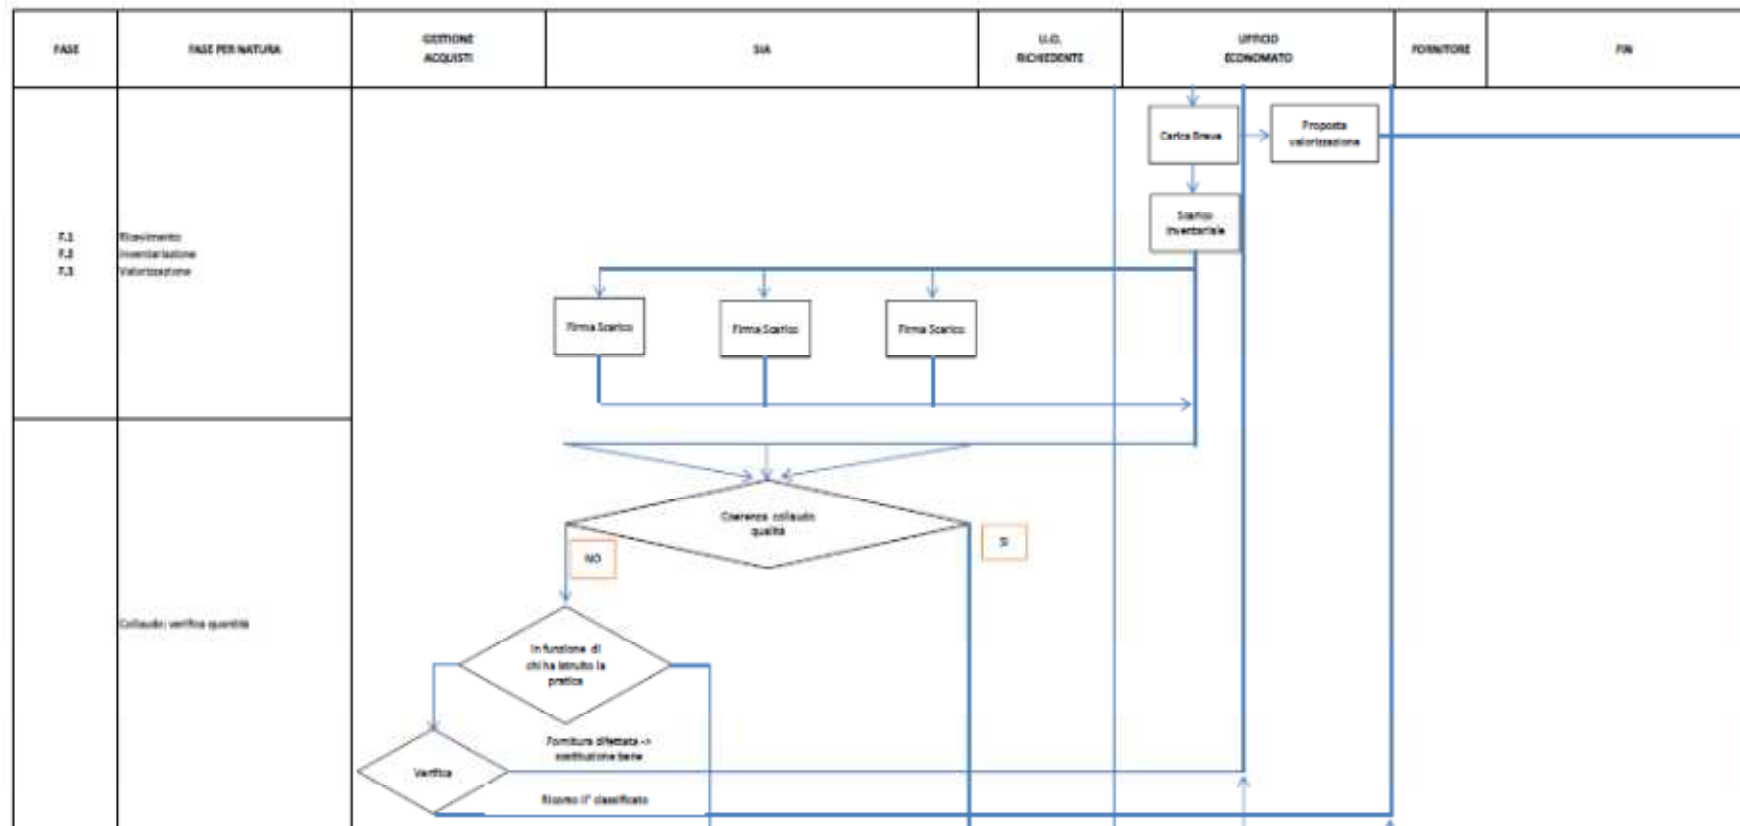 FASE
FASE PER NATURA
GESTIONE
ACQUISTI
SIA
U.O.
RICHIEDENTE
UFFICIO
ECONOMATO
FORNITORE
FIN
Carico Breve
Proposta
valorizzazione
Scarico
Inventariale
F.1
Ricevimento
F.2
Inventariazione
F.3
Valorizzazione
Firma Scarico
Firma Scarico
Firma Scarico
Coerenza collaudo
qualità
NO
SI
Collaudo: verifica quantità
In funzione di
chi ha istruito la
pratica
Verifica
Fornitura difettata ->
sostituzione bene
Ricorso II° classificato